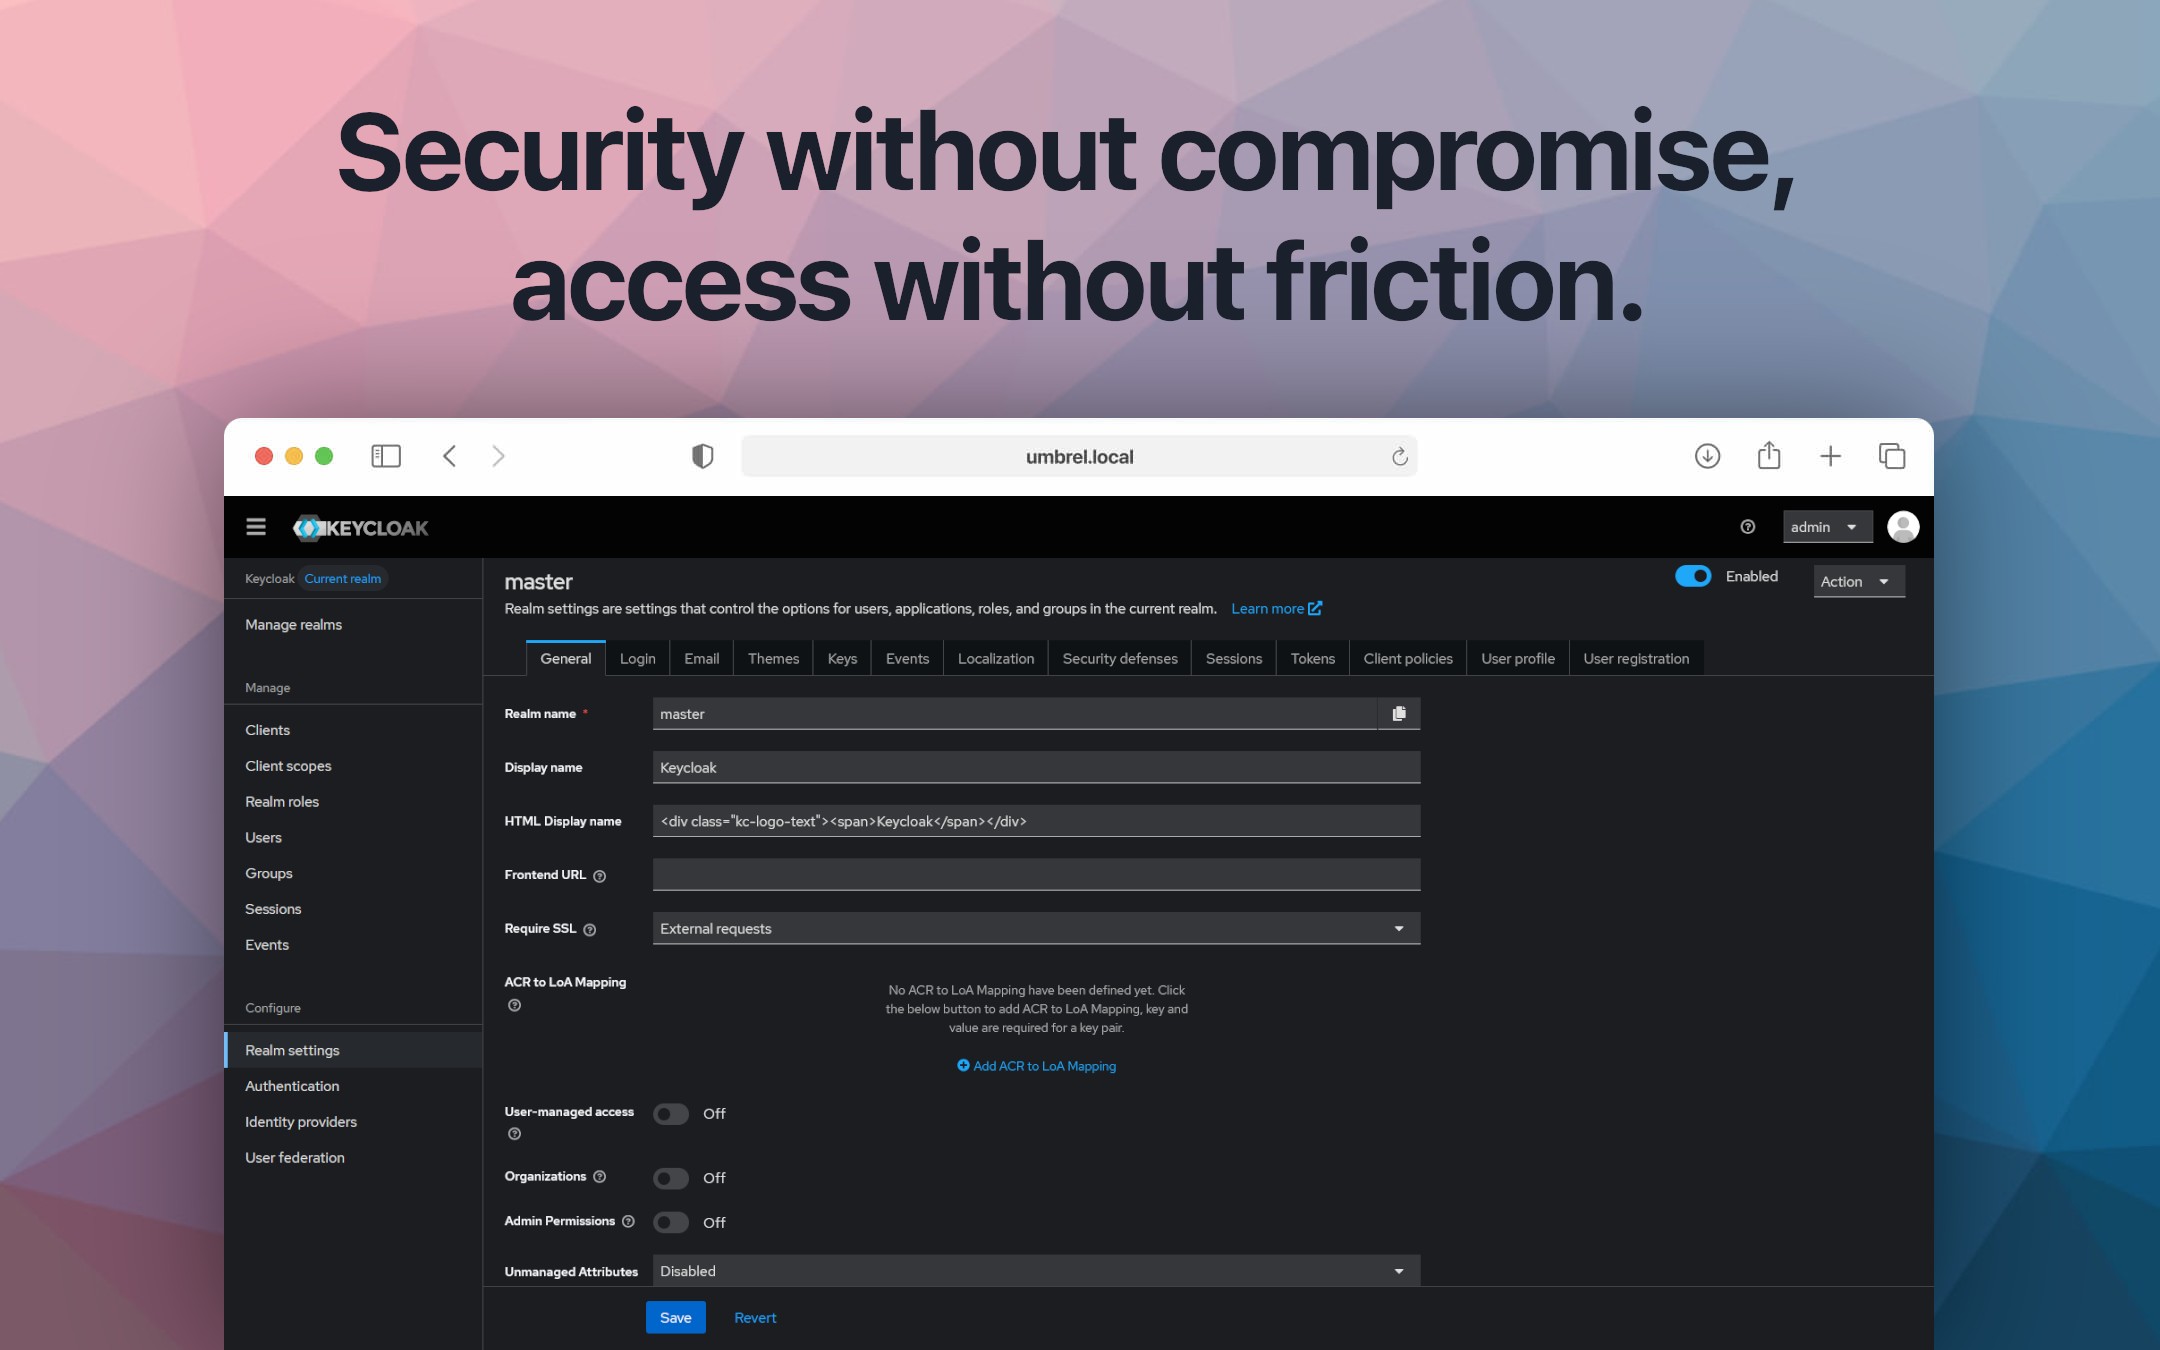 Security without compromise,
access without friction.
umbrel.local
KEYCLOAK
admin
Keycloak Current realm
Manage realms
Manage
Clients
Client scopes
Realm roles
Users
Groups
Sessions
Events
Configure
Realm settings
Authentication
Identity providers
User federation
master
Enabled
Action
Realm settings are settings that control the options for users, applications, roles, and groups in the current realm. Learn more
General Login Email Themes Keys Events Localization Security defenses Sessions Tokens Client policies User profile User registration
Realm name * master
Display name Keycloak
HTML Display name <div class="kc-logo-text"><span>Keycloak</span></div>
Frontend URL
Require SSL External requests
ACR to LoA Mapping
No ACR to LoA Mapping have been defined yet. Click
the below button to add ACR to LoA Mapping, key and
value are required for a key pair.
Add ACR to LoA Mapping
User-managed access Off
Organizations Off
Admin Permissions Off
Unmanaged Attributes Disabled
Save Revert